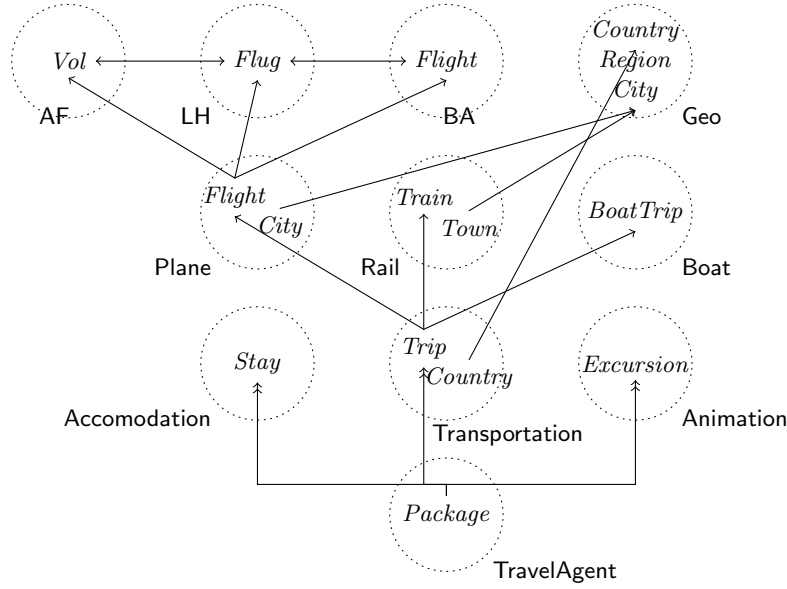 Country
Vol Flug Flight Region
City
AF LH BA Geo
Flight Train
City Town BoatTrip
Plane Rail Boat
Trip
Stay Country Excursion
Accomodation Transportation Animation
Package
TravelAgent